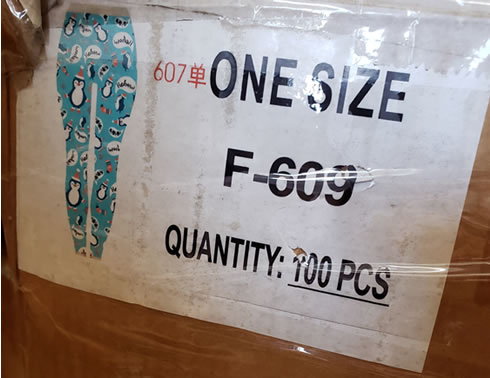 607单 ONE SIZE
F-609
QUANTITY: 100 PCS